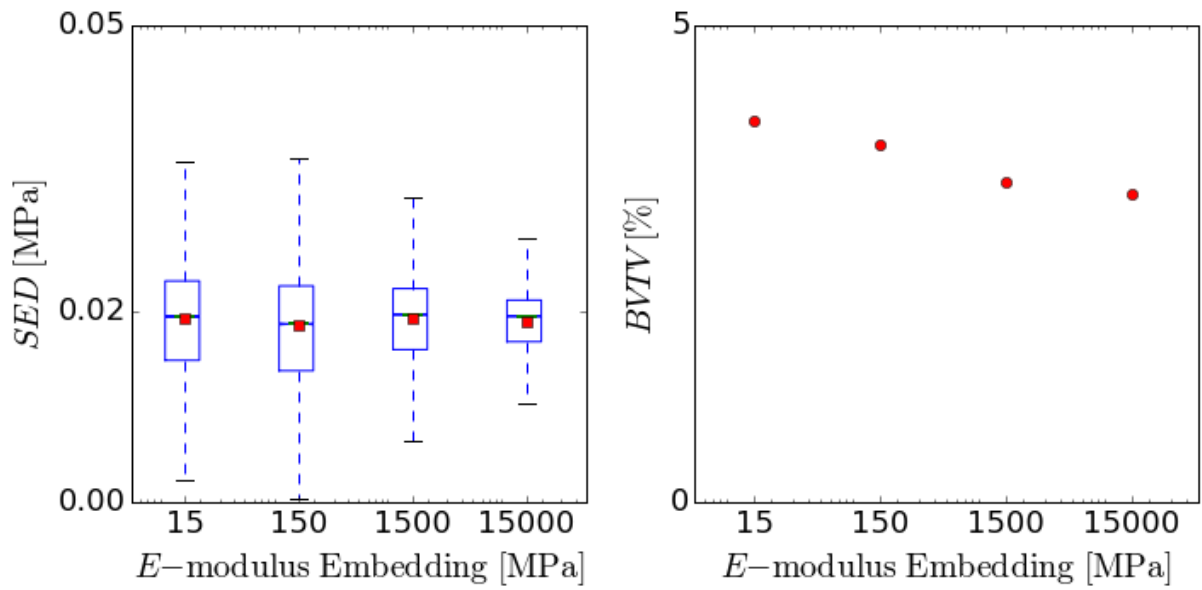 0.05
0.02
0.00
SED [MPa]
15 150 1500 15000
E−modulus Embedding [MPa]
5
0
BVTV [%]
15 150 1500 15000
E−modulus Embedding [MPa]